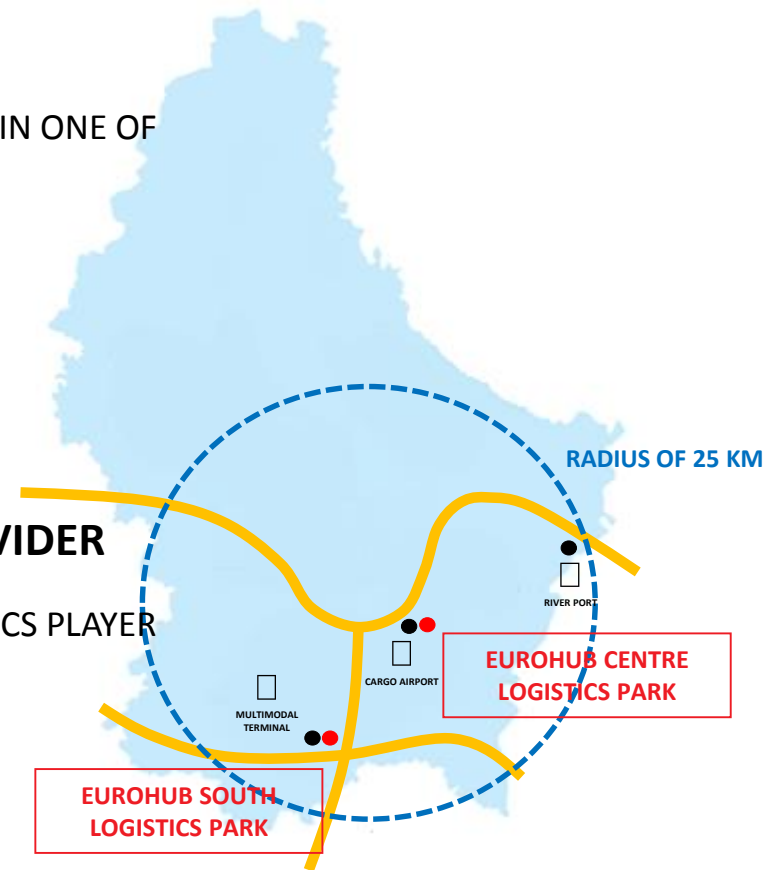 IN ONE OF
RADIUS OF 25 KM
VIDER
RIVER PORT
CS PLAYER
EUROHUB CENTRE
LOGISTICS PARK
CARGO AIRPORT
MULTIMODAL
TERMINAL
EUROHUB SOUTH
LOGISTICS PARK